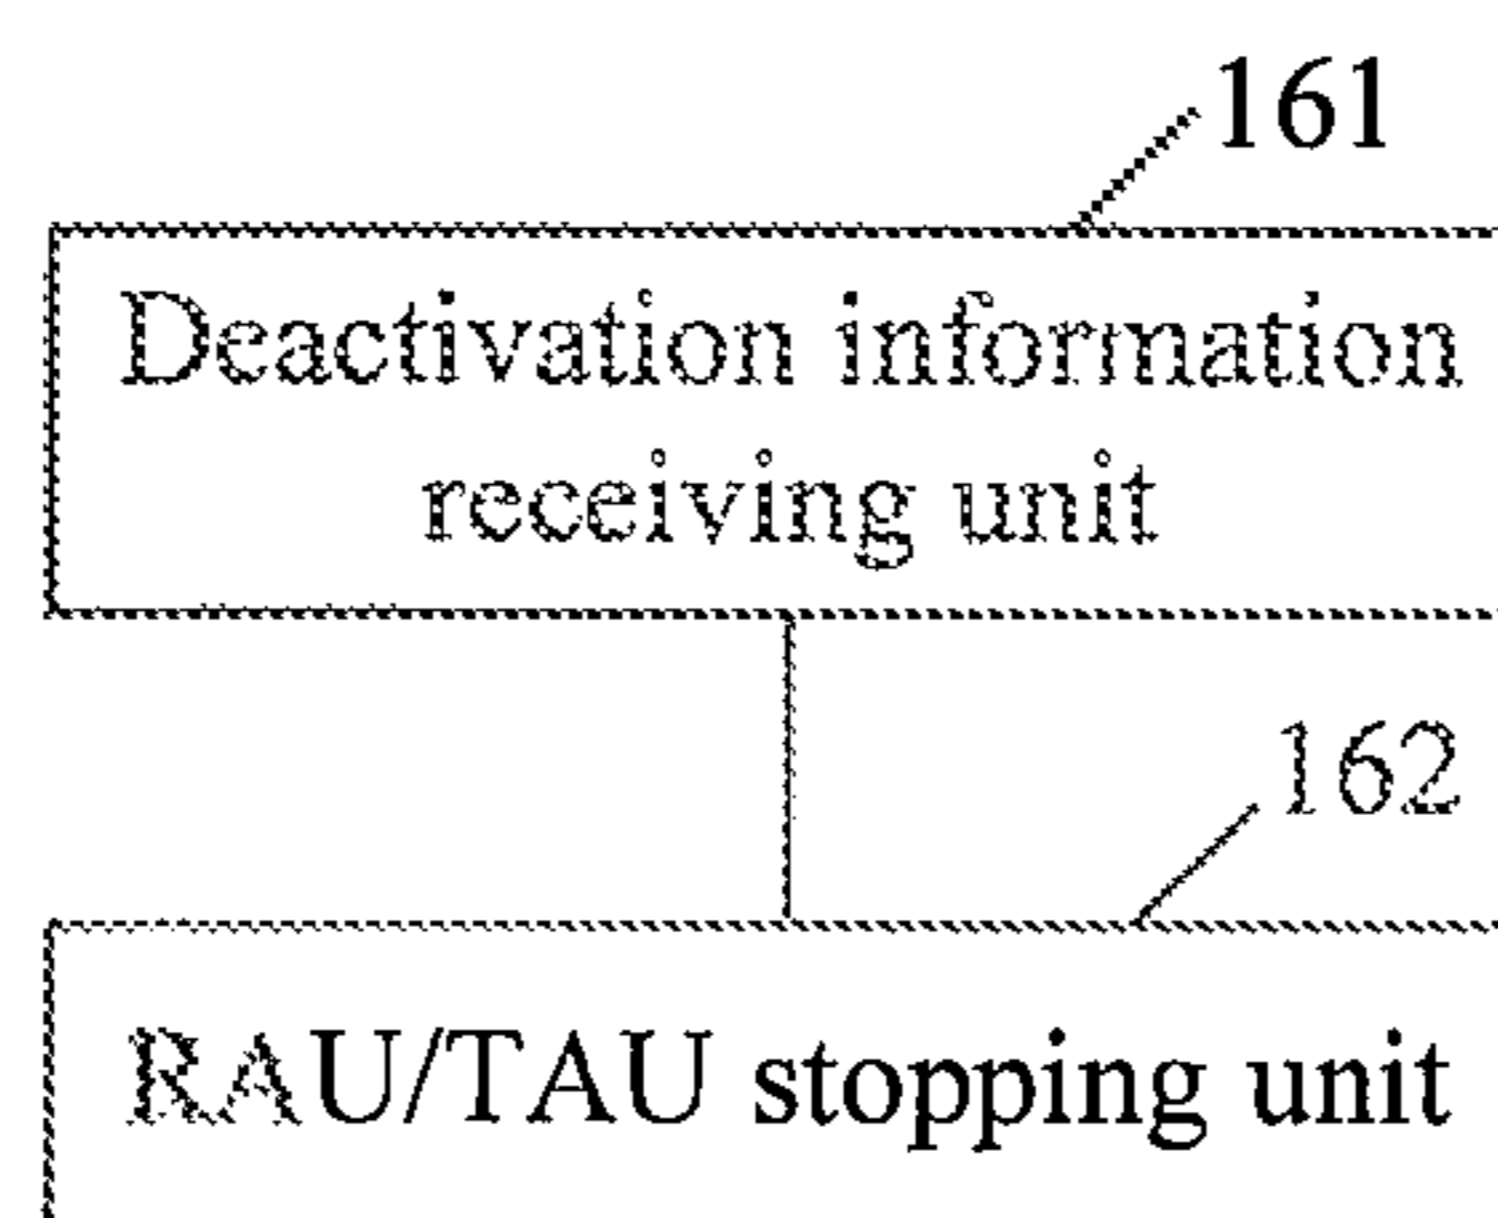 161
Deactivation information
receiving unit
162
RAU/TAU stopping unit